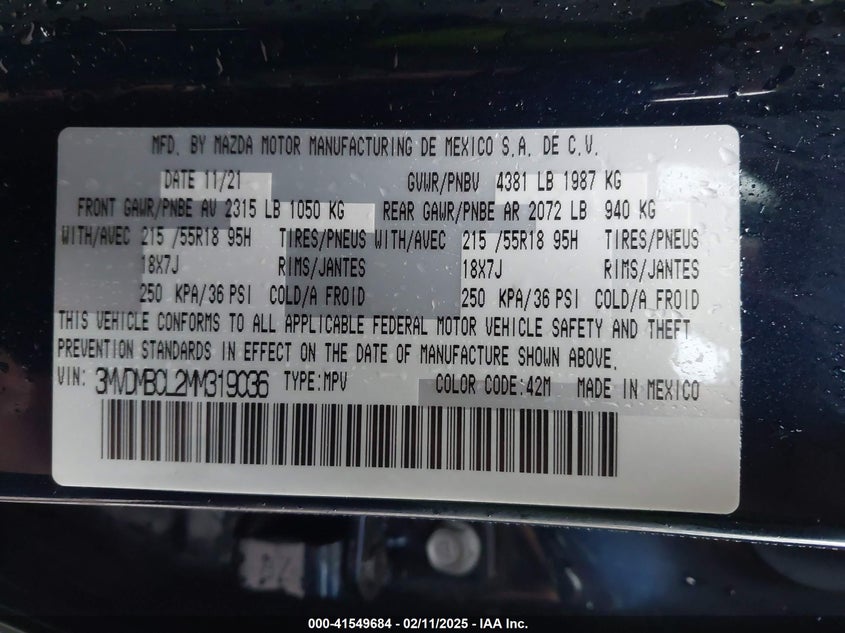 MFD. BY MAZDA MOTOR MANUFACTURING DE MEXICO S.A. DE C.V.
DATE 11/21 GVWR/PNBV 4381 LB 1987 KG
FRONT GAWR/PNBE AV 2315 LB 1050 KG REAR GAWR/PNBE AR 2072 LB 940 KG
WITH/AVEC 215 /55R18 95H TIRES/PNEUS WITH/AVEC 215 /55R18 95H TIRES/PNEUS
18X7J RIMS/JANTES 18X7J RIMS/JANTES
250 KPA/36 PSI COLD/A FROID 250 KPA/36 PSI COLD/A FROID
THIS VEHICLE CONFORMS TO ALL APPLICABLE FEDERAL MOTOR VEHICLE SAFETY AND THEFT
PREVENTION STANDARDS IN EFFECT ON THE DATE OF MANUFACTURE SHOWN ABOVE.
VIN: 3MVDMBCL2MM319036 TYPE:MPV COLOR CODE:42M MADE IN MEXICO
000-41549684 - 02/11/2025 - IAA Inc.